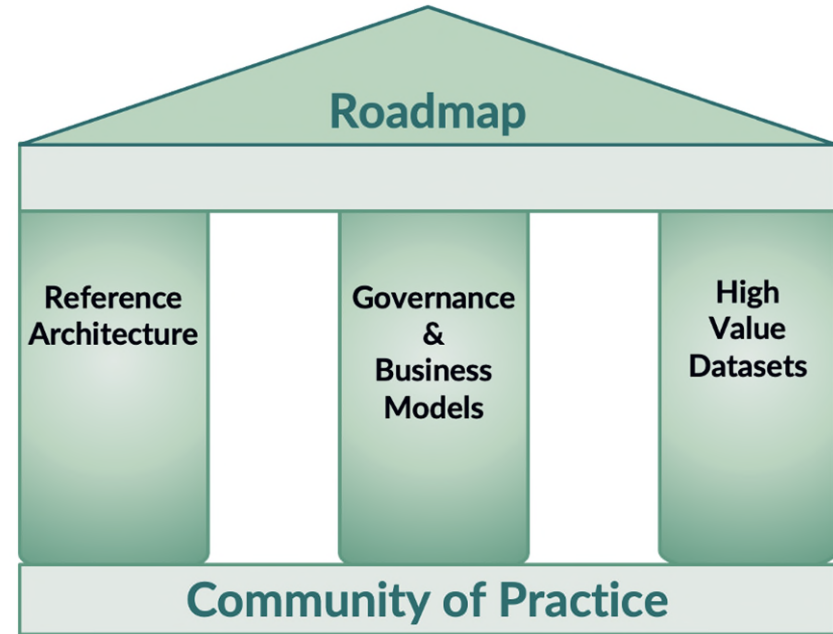 Roadmap
Reference
Architecture
Governance
&
Business
Models
High
Value
Datasets
Community of Practice